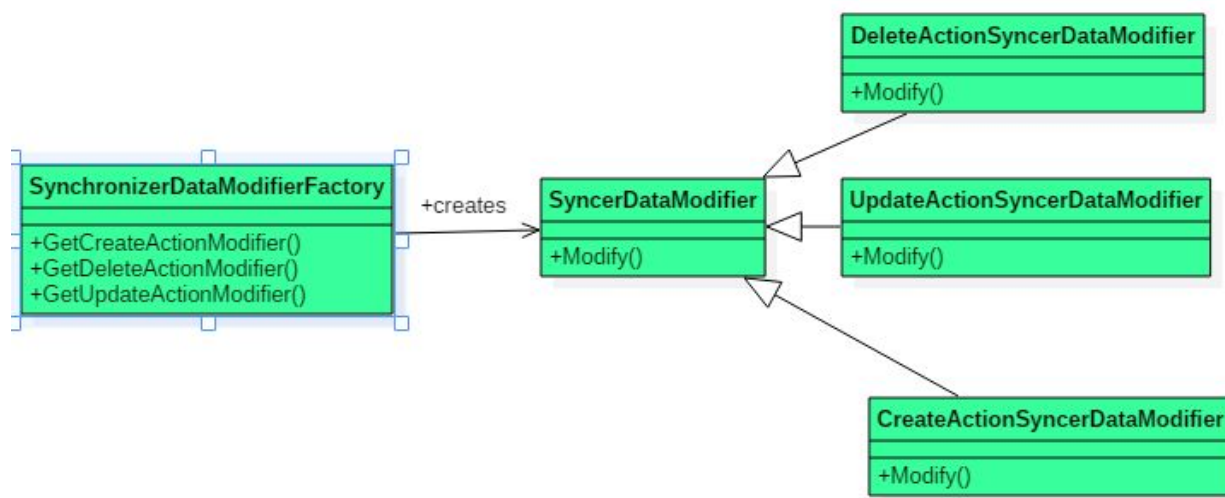 DeleteActionSyncerDataModifier
+Modify()
SynchronizerDataModifierFactory
+GetCreateActionModifier()
+GetDeleteActionModifier()
+GetUpdateActionModifier()
+creates
SyncerDataModifier
+Modify()
UpdateActionSyncerDataModifier
+Modify()
CreateActionSyncerDataModifier
+Modify()